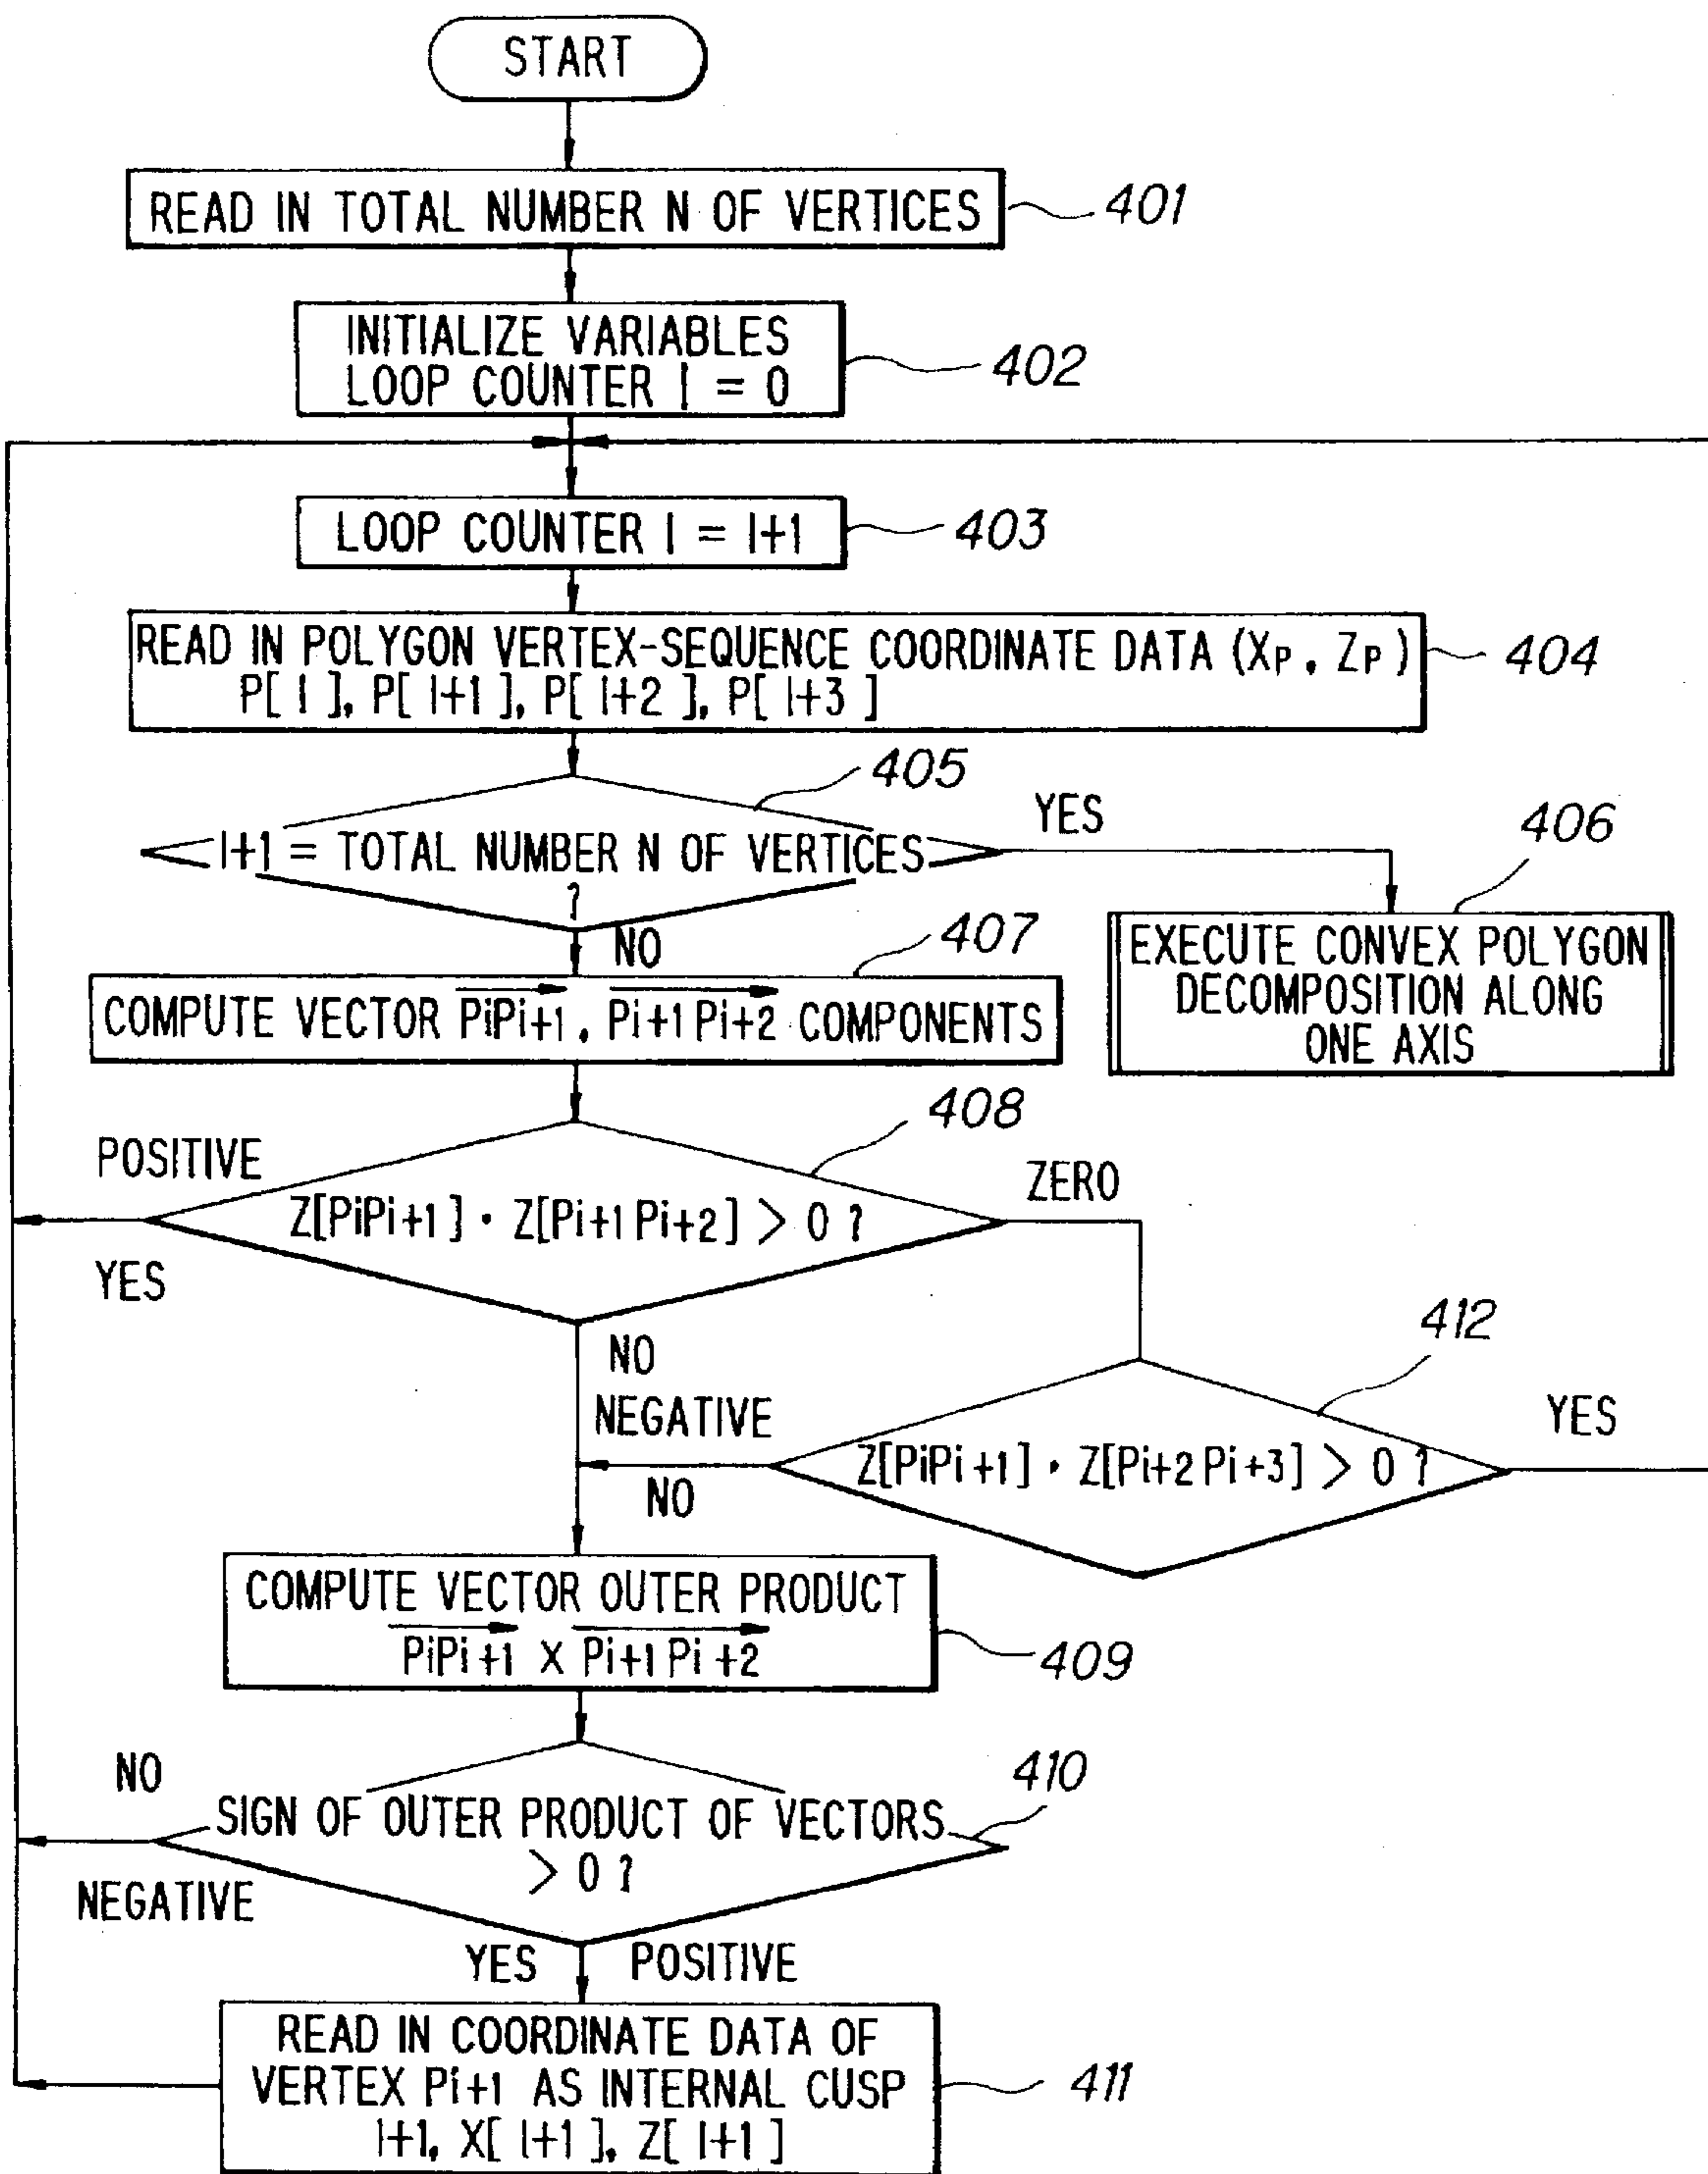 START
READ IN TOTAL NUMBER N OF VERTICES
401
INITIALIZE VARIABLES
LOOP COUNTER I = 0
402
LOOP COUNTER I = I+1
403
READ IN POLYGON VERTEX-SEQUENCE COORDINATE DATA (XP, ZP)
P[ I ], P[ I+1 ], P[ I+2 ], P[ I+3 ]
404
405
I+1 = TOTAL NUMBER N OF VERTICES
?
YES
406
EXECUTE CONVEX POLYGON
DECOMPOSITION ALONG
ONE AXIS
NO
407
COMPUTE VECTOR PiPi+1, Pi+1 Pi+2 COMPONENTS
408
POSITIVE
YES
Z[PiPi+1] · Z[Pi+1 Pi+2] > 0 ?
ZERO
NO
NEGATIVE
412
Z[PiPi+1] · Z[Pi+2 Pi+3] > 0 ?
YES
NO
COMPUTE VECTOR OUTER PRODUCT
PiPi+1 X Pi+1 Pi+2
409
410
NO
NEGATIVE
SIGN OF OUTER PRODUCT OF VECTORS
> 0 ?
YES POSITIVE
READ IN COORDINATE DATA OF
VERTEX Pi+1 AS INTERNAL CUSP
I+1, X[ I+1 ], Z[ I+1 ]
411